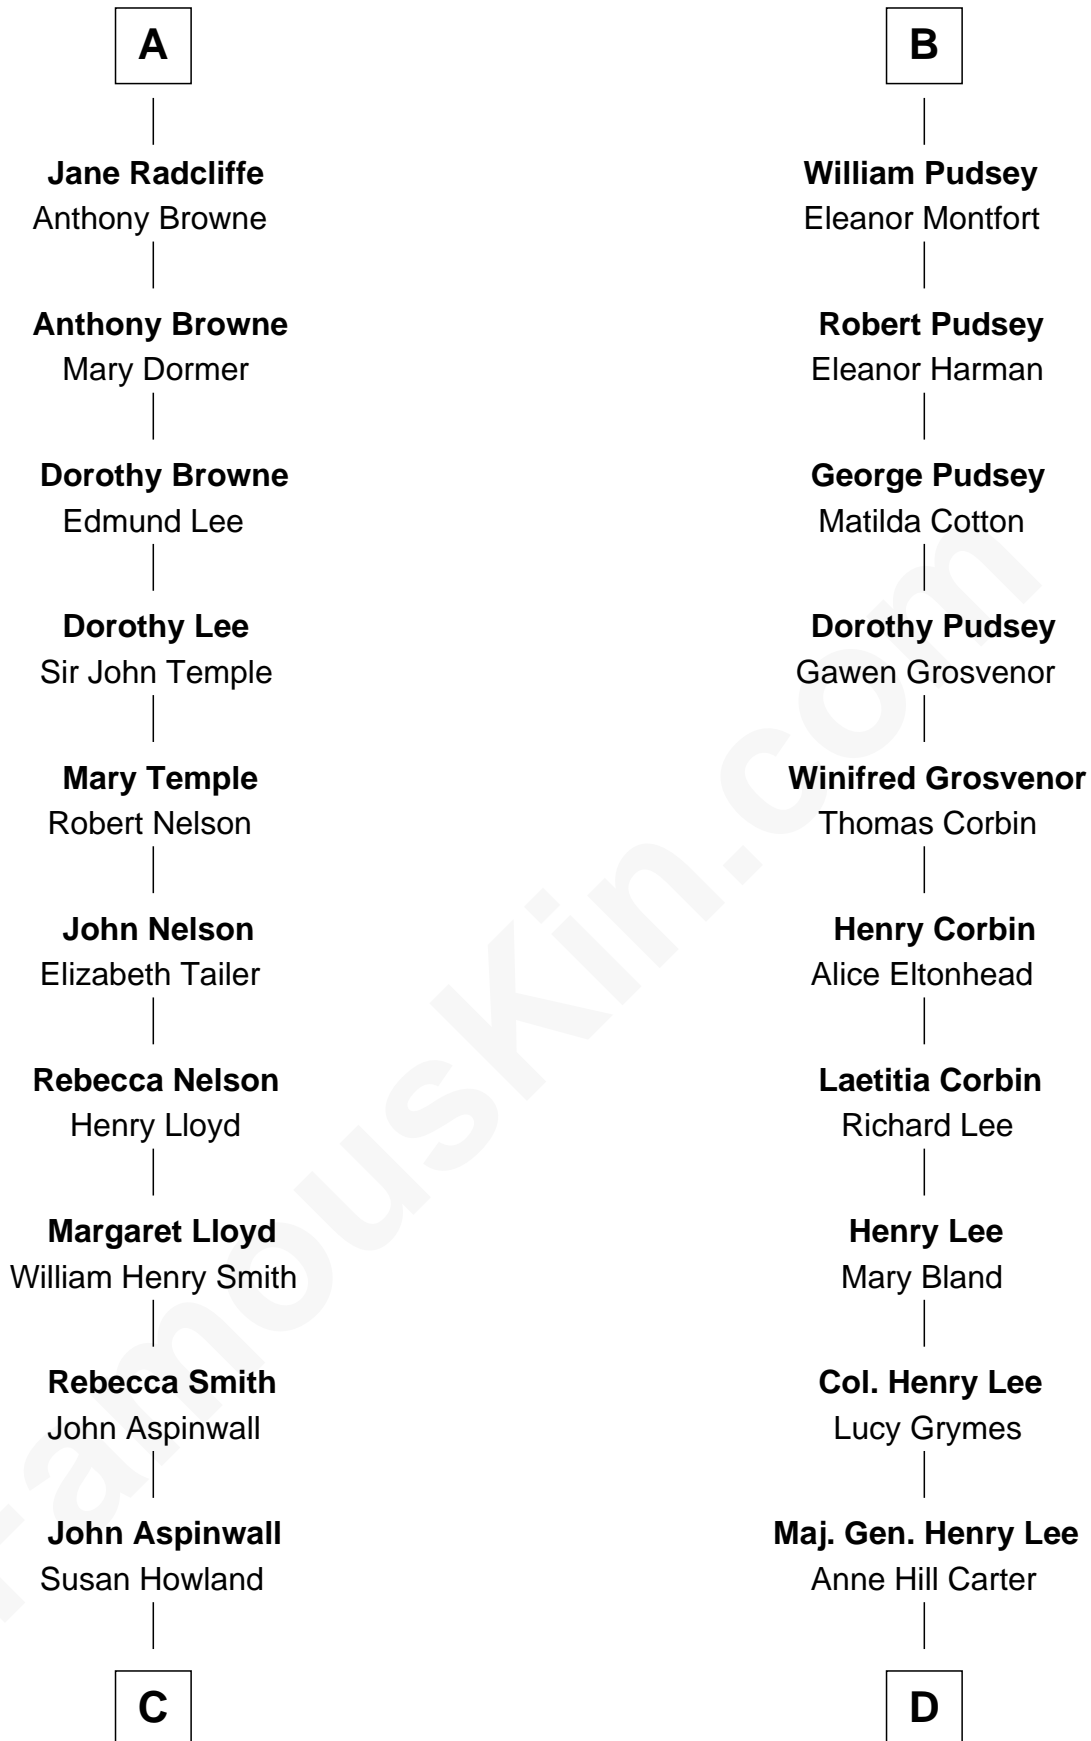 A
Jane Radcliffe
Anthony Browne
Anthony Browne
Mary Dormer
Dorothy Browne
Edmund Lee
Dorothy Lee
Sir John Temple
Mary Temple
Robert Nelson
John Nelson
Elizabeth Tailer
Rebecca Nelson
Henry Lloyd
Margaret Lloyd
William Henry Smith
Rebecca Smith
John Aspinwall
John Aspinwall
Susan Howland
C
B
William Pudsey
Eleanor Montfort
Robert Pudsey
Eleanor Harman
George Pudsey
Matilda Cotton
Dorothy Pudsey
Gawen Grosvenor
Winifred Grosvenor
Thomas Corbin
Henry Corbin
Alice Eltonhead
Laetitia Corbin
Richard Lee
Henry Lee
Mary Bland
Col. Henry Lee
Lucy Grymes
Maj. Gen. Henry Lee
Anne Hill Carter
D
FamousKin.com